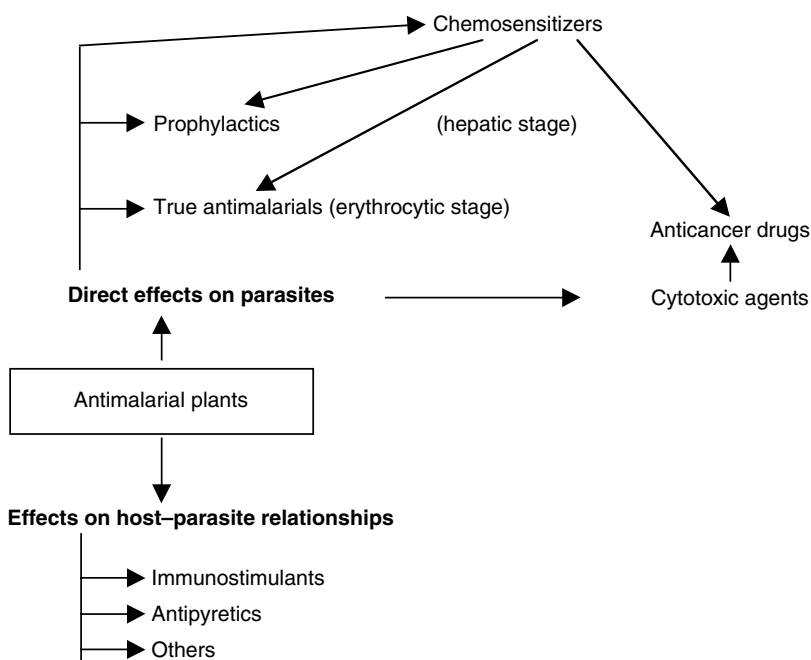 Chemosensitizers
Prophylactics (hepatic stage)
True antimalarials (erythrocytic stage)
Anticancer drugs
Direct effects on parasites
Cytotoxic agents
Antimalarial plants
Effects on host–parasite relationships
Immunostimulants
Antipyretics
Others